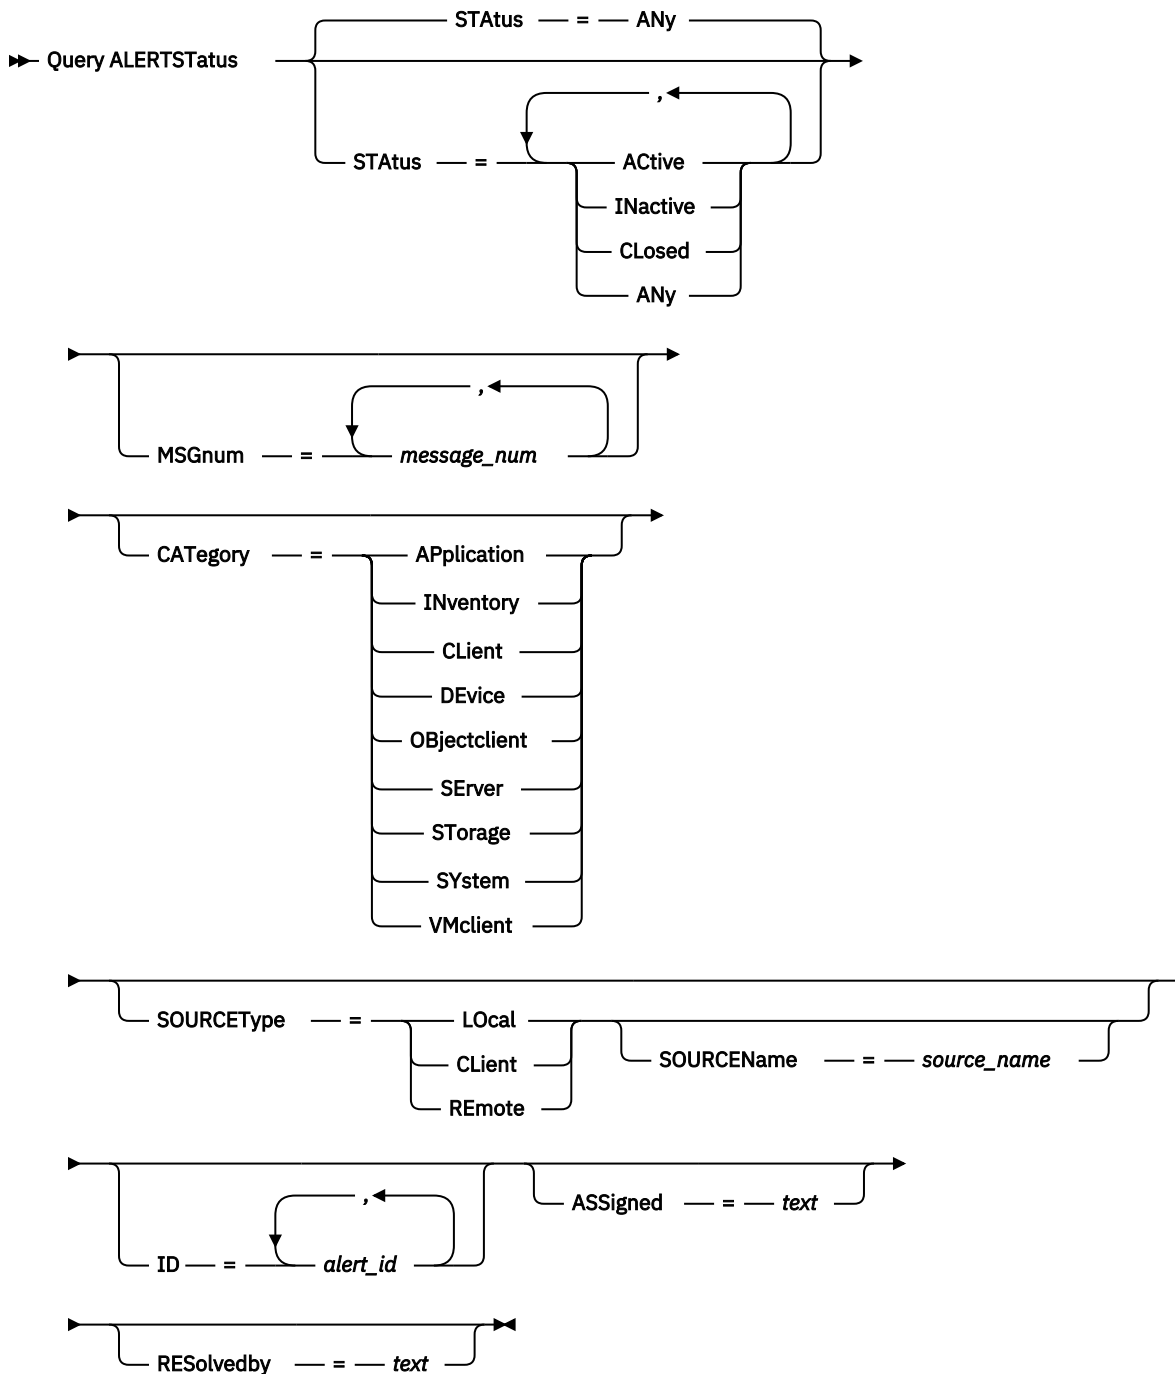 STAtus = ANy
Query ALERTSTatus
,
STAtus = ACtive
INactive
CLosed
ANy
,
MSGnum = message_num
CATegory = APplication
INventory
CLient
DEvice
OBjectclient
SErver
STorage
SYstem
VMclient
SOURCEType = LOcal
CLient
REmote
SOURCEName = source_name
,
ID = alert_id
ASSigned = text
RESolvedby = text